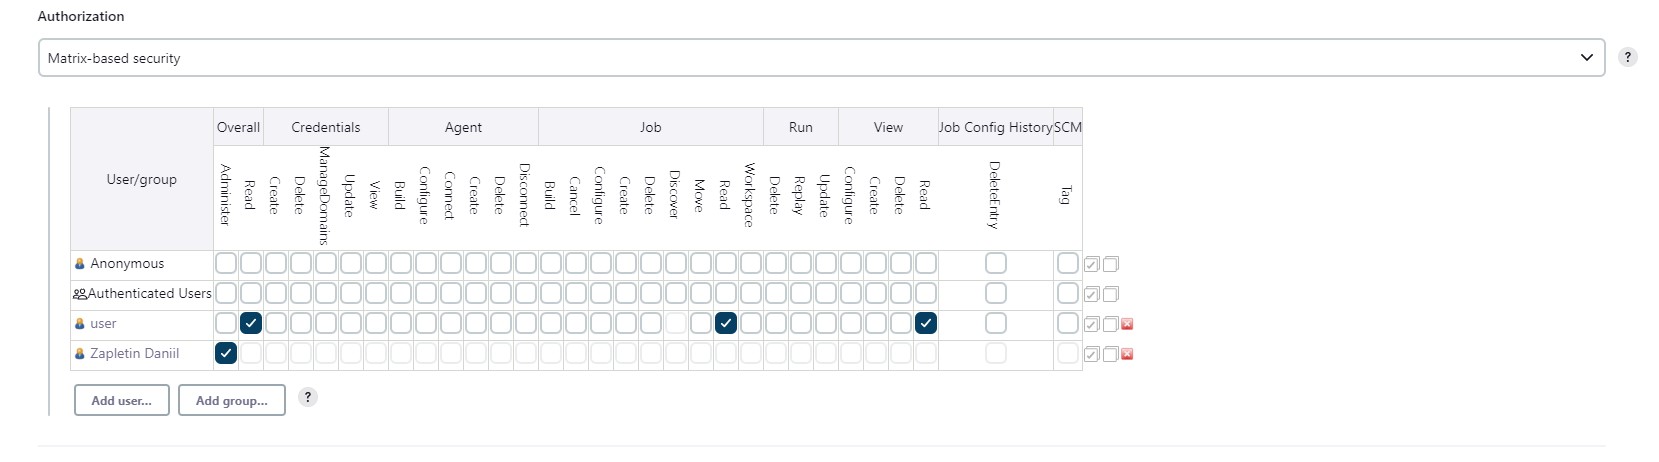 Authorization
Matrix-based security
?
User/group
Overall Credentials Agent Job Run View Job Config History SCM
Administer Read Create Delete ManageDomains Update View Build Configure Connect Create Delete Disconnect Build Cancel Configure Create Delete Discover Move Read Workspace Delete Replay Update Configure Create Delete Read DeleteEntry Tag
Anonymous
Authenticated Users
user
Zapletin Daniil
Add user... Add group... ?